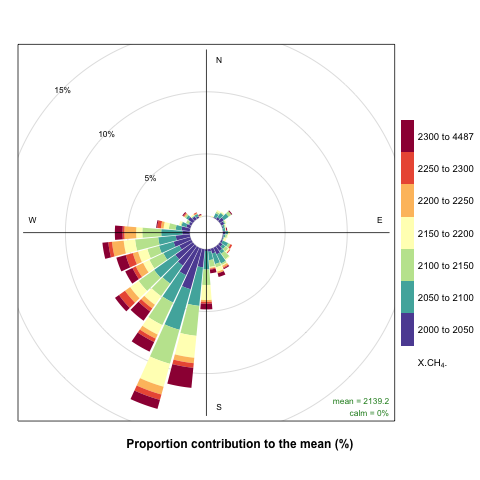 N
15%
10%
5%
W
E
S
2300 to 4487
2250 to 2300
2200 to 2250
2150 to 2200
2100 to 2150
2050 to 2100
2000 to 2050
X.CH₄.
mean = 2139.2
calm = 0%
Proportion contribution to the mean (%)